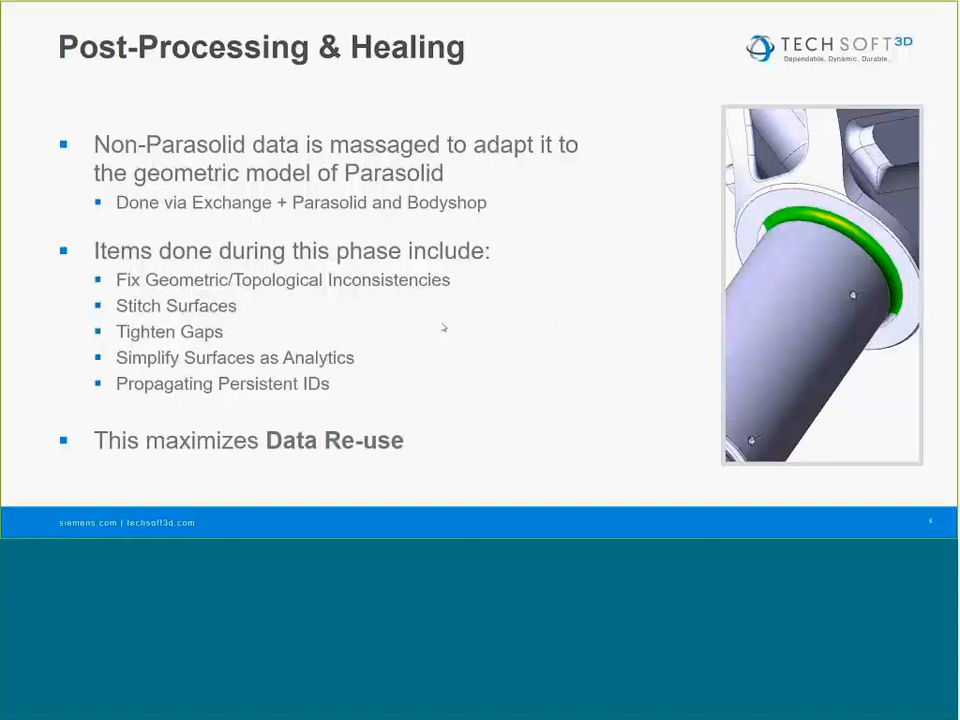 Post-Processing & Healing
TECH SOFT 3D
Dependable. Dynamic. Durable.
Non-Parasolid data is massaged to adapt it to
the geometric model of Parasolid
Done via Exchange + Parasolid and Bodyshop
Items done during this phase include:
Fix Geometric/Topological Inconsistencies
Stitch Surfaces
Tighten Gaps
Simplify Surfaces as Analytics
Propagating Persistent IDs
This maximizes Data Re-use
siemens.com | techsoft3d.com